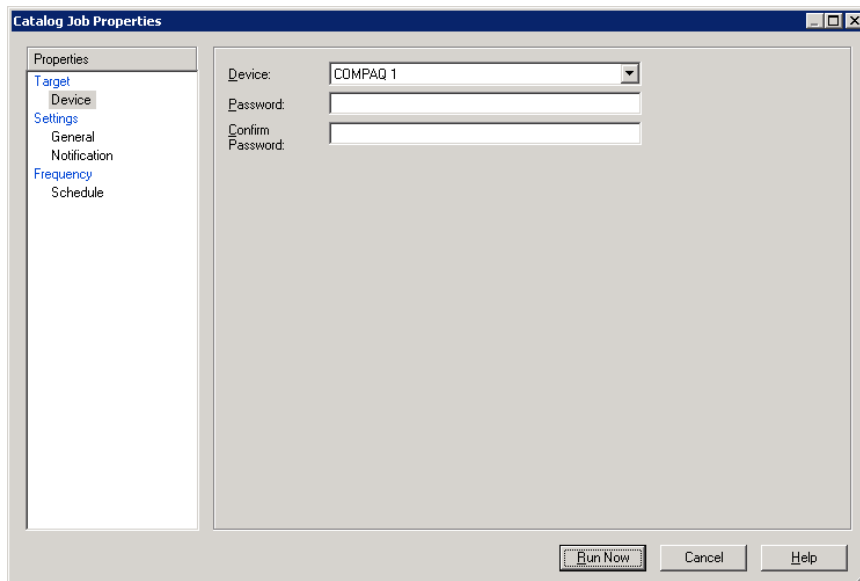 Catalog Job Properties
Properties
Target
Device
Settings
General
Notification
Frequency
Schedule
Device:
COMPAQ 1
Password:
Confirm
Password:
Run Now
Cancel
Help